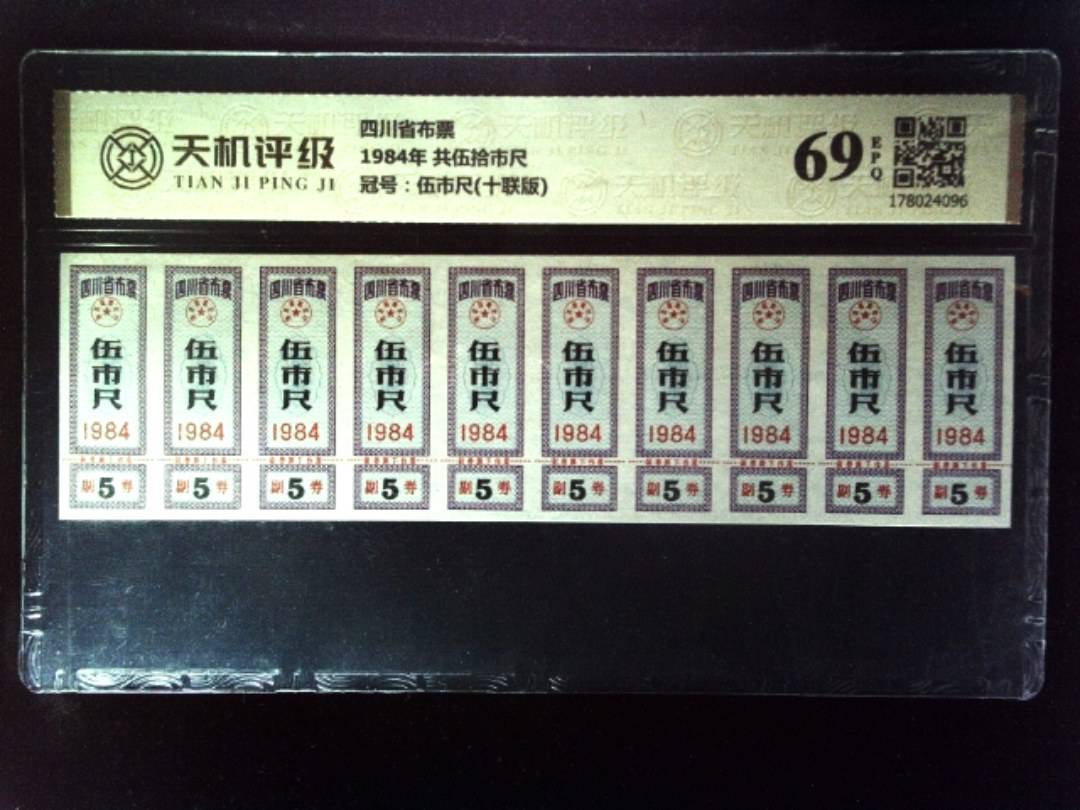 天机评级
TIAN JI PING JI
四川省布票
1984年 共伍拾市尺
冠号：伍市尺(十联版)
69
EPQ
178024096
四川省布票 四川省布票 四川省布票 四川省布票 四川省布票 四川省布票 四川省布票 四川省布票 四川省布票 四川省布票
伍市尺 伍市尺 伍市尺 伍市尺 伍市尺 伍市尺 伍市尺 伍市尺 伍市尺 伍市尺
1984 1984 1984 1984 1984 1984 1984 1984 1984 1984
副5券 副5券 副5券 副5券 副5券 副5券 副5券 副5券 副5券 副5券